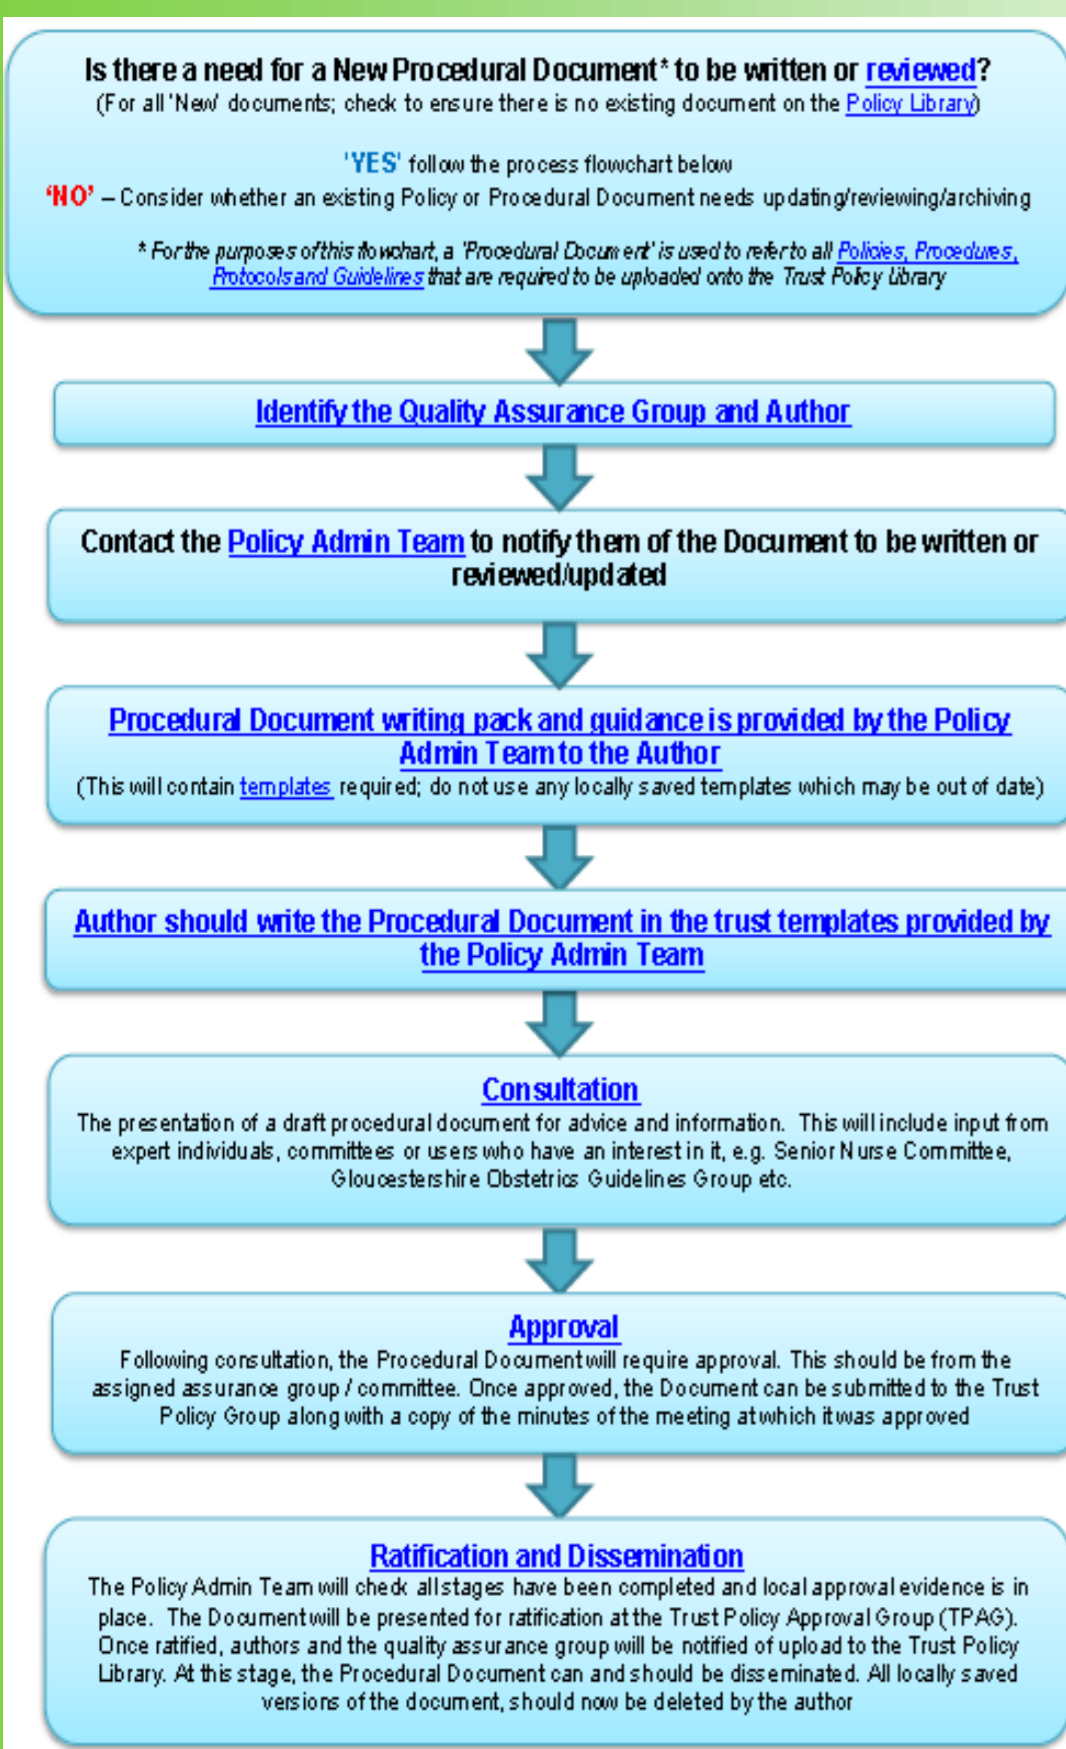 Is there a need for a New Procedural Document* to be written or reviewed?
(For all 'New' documents; check to ensure there is no existing document on the Policy Library)
'YES' follow the process flowchart below
'NO' – Consider whether an existing Policy or Procedural Document needs updating/reviewing/archiving
* For the purposes of this flowchart, a 'Procedural Document' is used to refer to all Policies, Procedures,
Protocols and Guidelines that are required to be uploaded onto the Trust Policy Library
Identify the Quality Assurance Group and Author
Contact the Policy Admin Team to notify them of the Document to be written or
reviewed/updated
Procedural Document writing pack and guidance is provided by the Policy
Admin Team to the Author
(This will contain templates required; do not use any locally saved templates which may be out of date)
Author should write the Procedural Document in the trust templates provided by
the Policy Admin Team
Consultation
The presentation of a draft procedural document for advice and information. This will include input from
expert individuals, committees or users who have an interest in it, e.g. Senior Nurse Committee,
Gloucestershire Obstetrics Guidelines Group etc.
Approval
Following consultation, the Procedural Document will require approval. This should be from the
assigned assurance group / committee. Once approved, the Document can be submitted to the Trust
Policy Group along with a copy of the minutes of the meeting at which it was approved
Ratification and Dissemination
The Policy Admin Team will check all stages have been completed and local approval evidence is in
place. The Document will be presented for ratification at the Trust Policy Approval Group (TPAG).
Once ratified, authors and the quality assurance group will be notified of upload to the Trust Policy
Library. At this stage, the Procedural Document can and should be disseminated. All locally saved
versions of the document, should now be deleted by the author